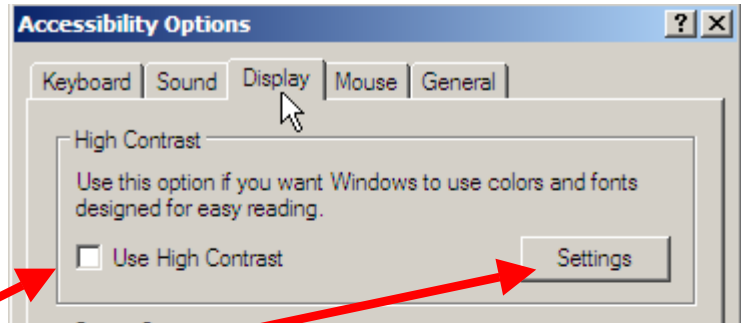 Accessibility Options
Keyboard Sound Display Mouse General
High Contrast
Use this option if you want Windows to use colors and fonts
designed for easy reading.
Use High Contrast Settings